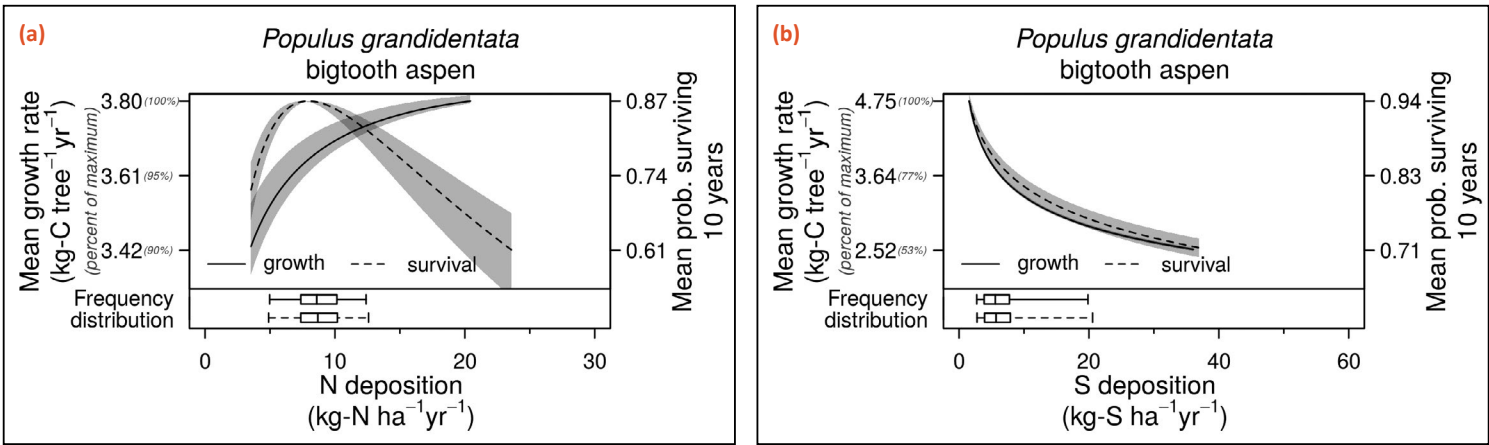 (a)
Populus grandidentata
bigtooth aspen
Mean growth rate
(kg-C tree⁻¹yr⁻¹)
(percent of maximum)
3.80 (100%)
3.61 (95%)
3.42 (90%)
0.87
0.74
0.61
Mean prob. surviving
10 years
growth
survival
Frequency
distribution
0 10 20 30
N deposition
(kg-N ha⁻¹yr⁻¹)
(b)
Populus grandidentata
bigtooth aspen
Mean growth rate
(kg-C tree⁻¹yr⁻¹)
(percent of maximum)
4.75 (100%)
3.64 (77%)
2.52 (53%)
0.94
0.83
0.71
Mean prob. surviving
10 years
growth
survival
Frequency
distribution
0 20 40 60
S deposition
(kg-S ha⁻¹yr⁻¹)